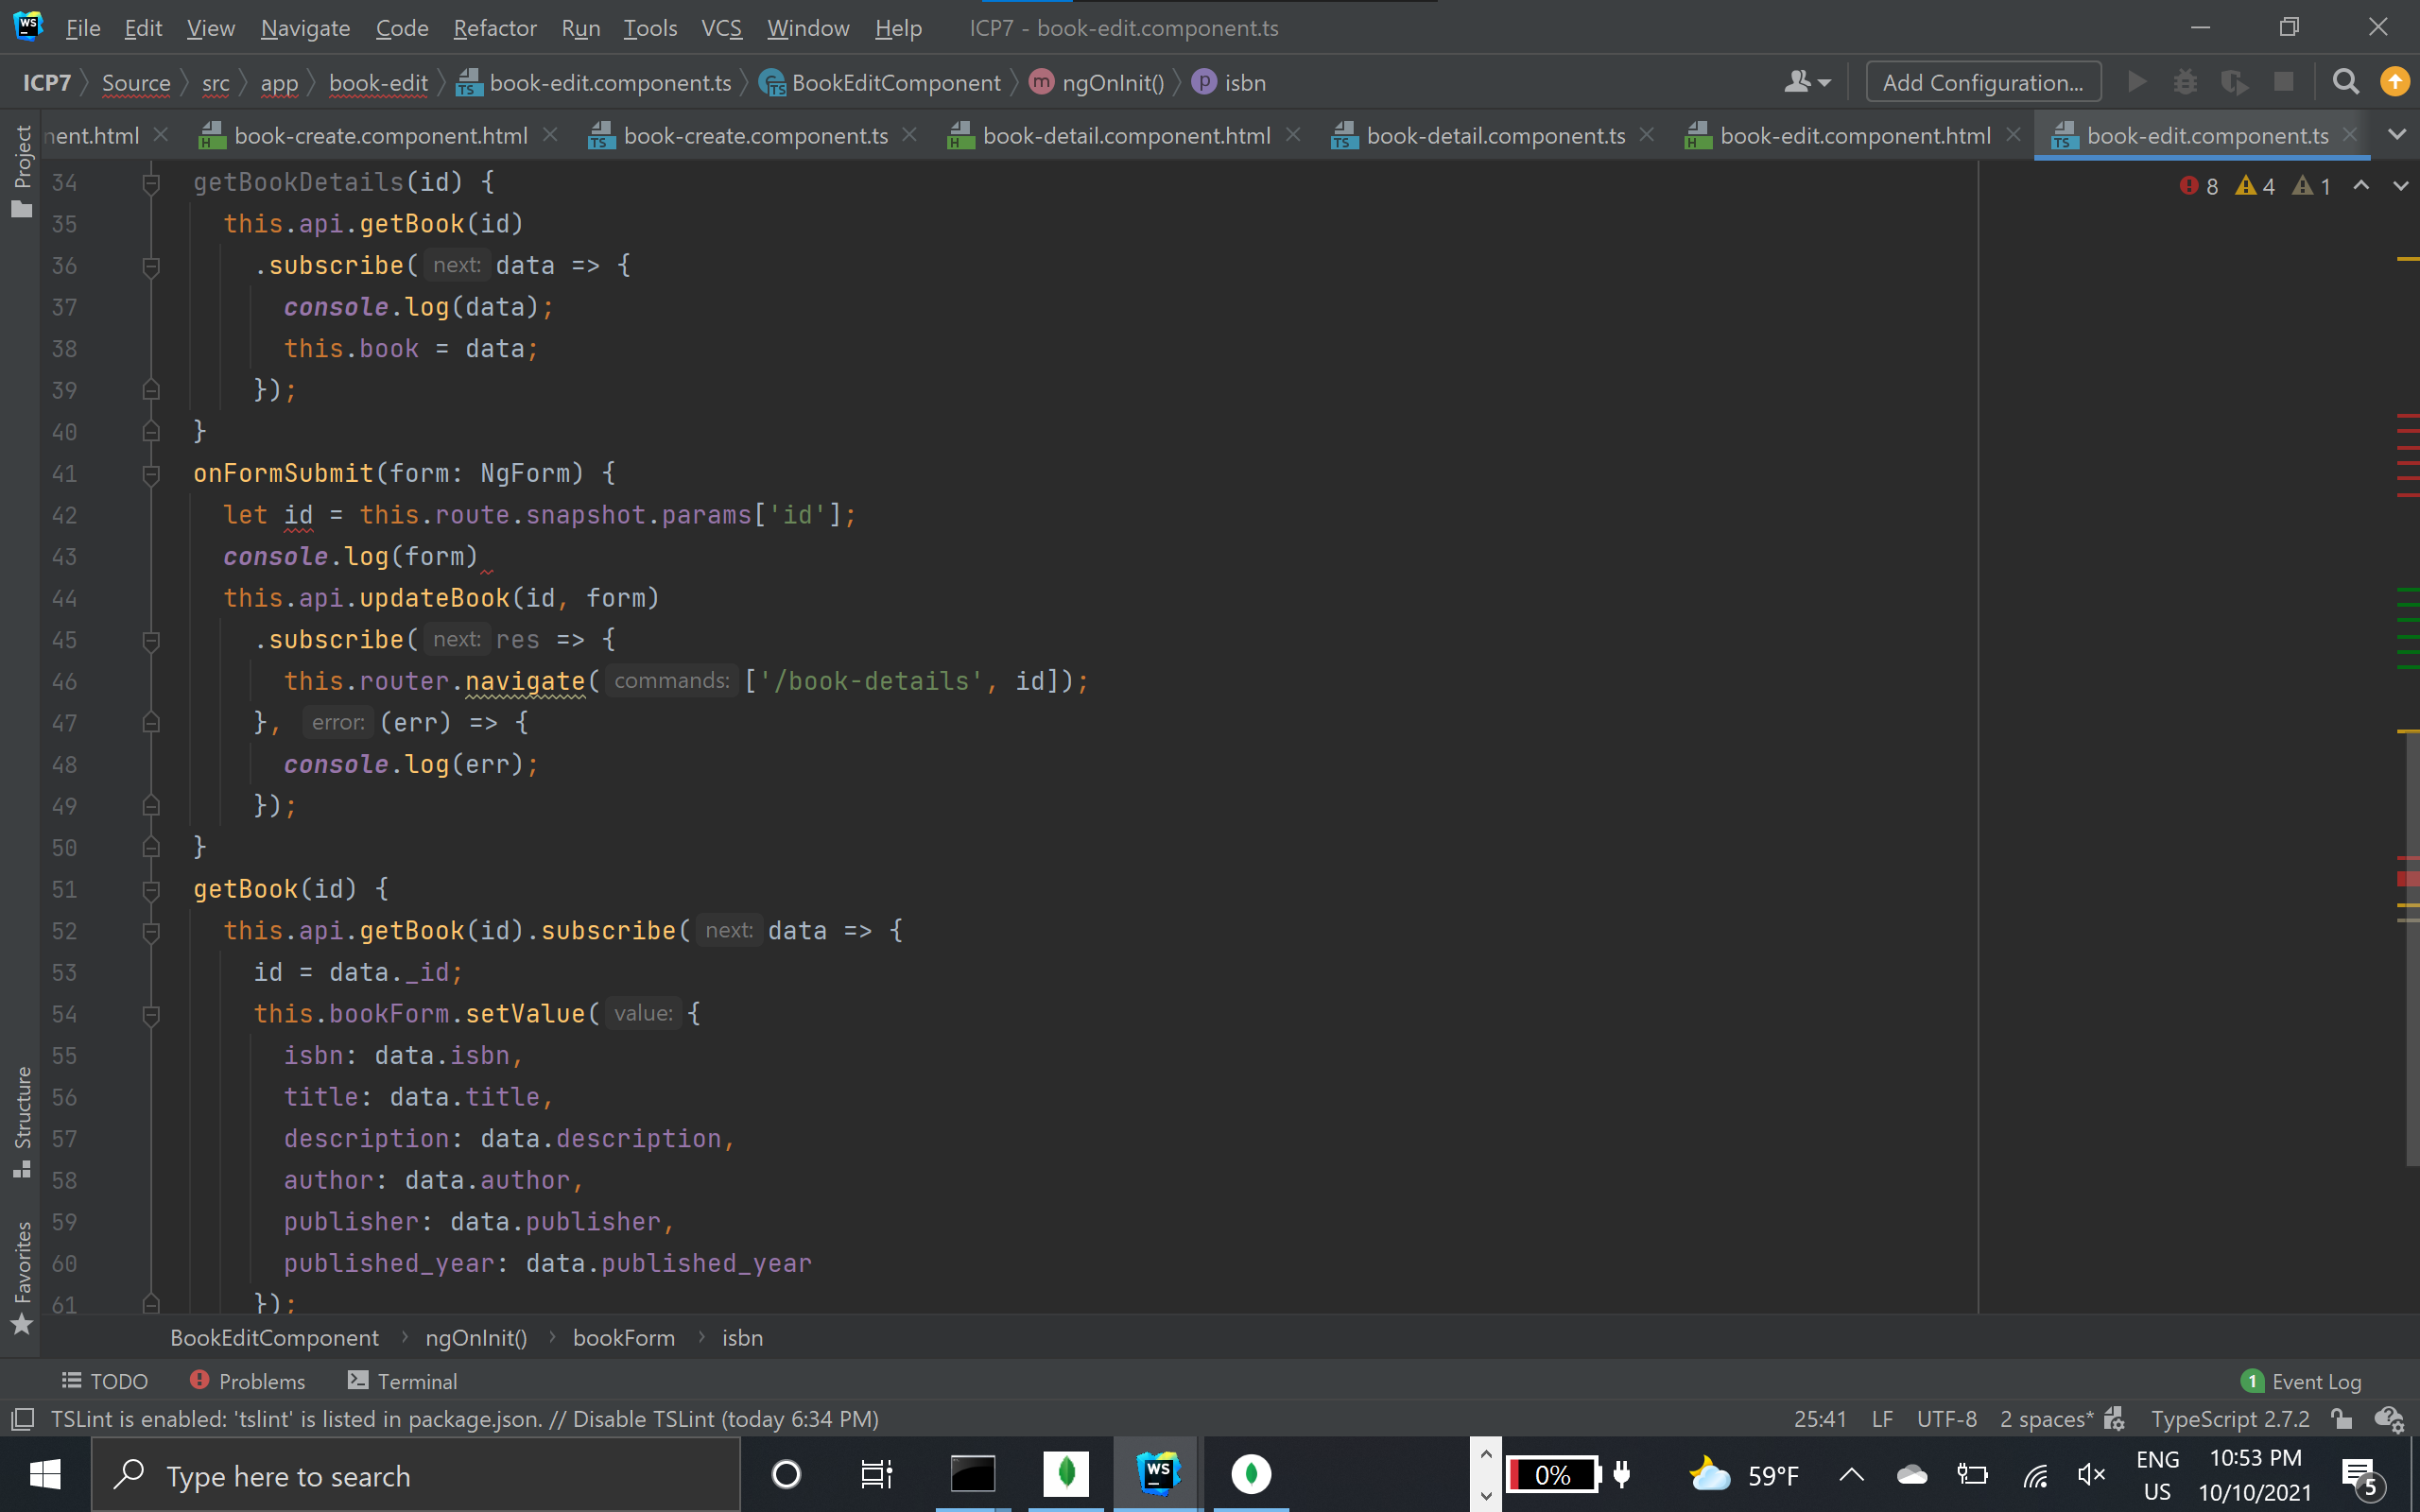 WS File Edit View Navigate Code Refactor Run Tools VCS Window Help ICP7 - book-edit.component.ts
ICP7 Source src app book-edit book-edit.component.ts BookEditComponent m ngOnInit() p isbn Add Configuration...
nent.html book-create.component.html book-create.component.ts book-detail.component.html book-detail.component.ts book-edit.component.html book-edit.component.ts
Project
8 4 1
34 getBookDetails(id) {
35 this.api.getBook(id)
36 .subscribe( next: data => {
37 console.log(data);
38 this.book = data;
39 });
40 }
41 onFormSubmit(form: NgForm) {
42 let id = this.route.snapshot.params['id'];
43 console.log(form)
44 this.api.updateBook(id, form)
45 .subscribe( next: res => {
46 this.router.navigate( commands: ['/book-details', id]);
47 }, error: (err) => {
48 console.log(err);
49 });
50 }
51 getBook(id) {
52 this.api.getBook(id).subscribe( next: data => {
53 id = data._id;
54 this.bookForm.setValue( value: {
55 isbn: data.isbn,
56 title: data.title,
57 description: data.description,
58 author: data.author,
59 publisher: data.publisher,
60 published_year: data.published_year
61 });
Structure
Favorites
BookEditComponent ngOnInit() bookForm isbn
TODO Problems Terminal 1 Event Log
TSLint is enabled: 'tslint' is listed in package.json. // Disable TSLint (today 6:34 PM) 25:41 LF UTF-8 2 spaces* TypeScript 2.7.2
Type here to search WS 0% 59°F ENG US 10:53 PM 10/10/2021 5